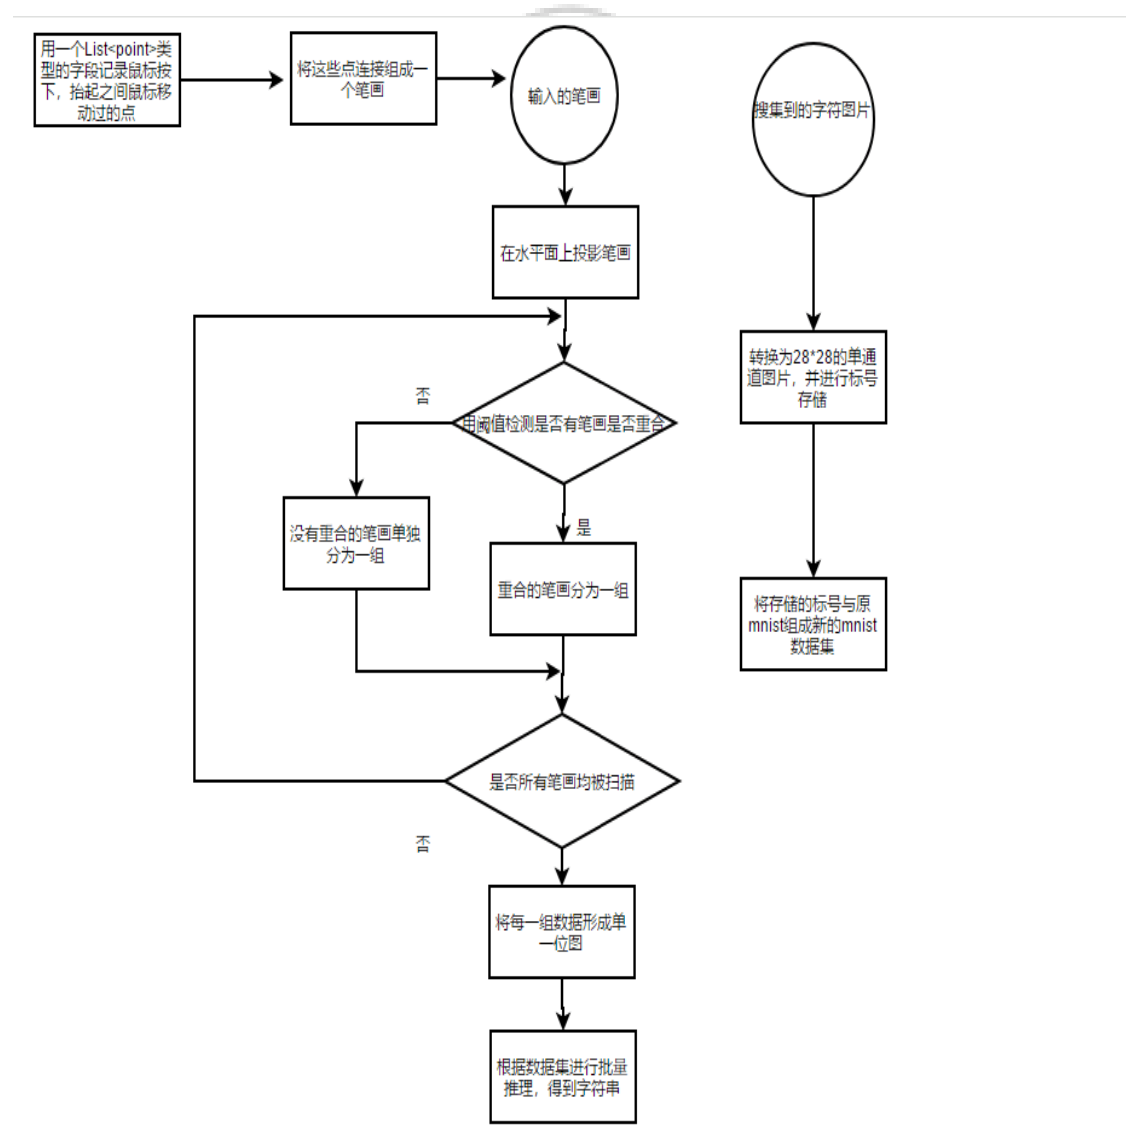 用一个List<point>类
型的字段记录鼠标按
下，抬起之间鼠标移
动过的点
将这些点连接组成一
个笔画
输入的笔画
搜集到的字符图片
在水平面上投影笔画
转换为28*28的单通
道图片，并进行标号
存储
否
用阈值检测是否有笔画是否重合
没有重合的笔画单独
分为一组
是
重合的笔画分为一组
将存储的标号与原
mnist组成新的mnist
数据集
是否所有笔画均被扫描
否
将每一组数据形成单
一位图
根据数据集进行批量
推理，得到字符串